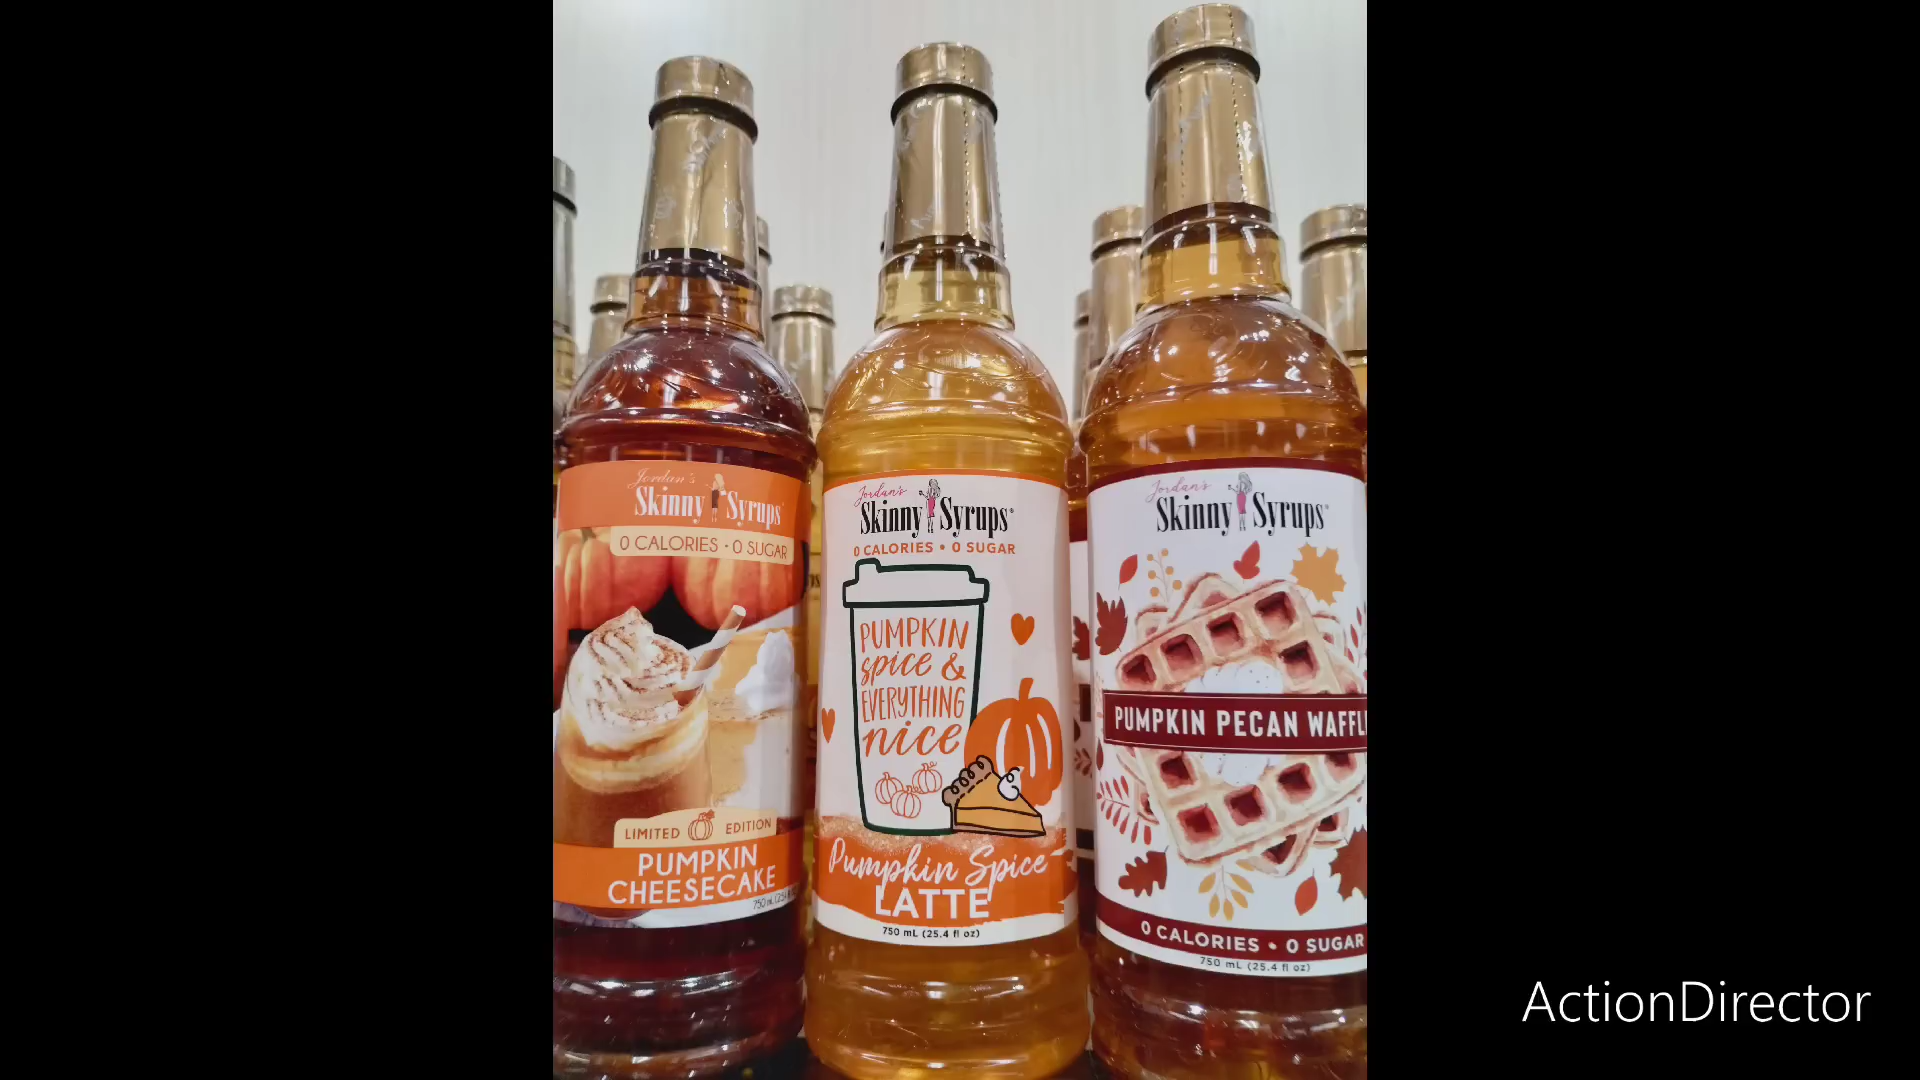 Jordan's
Skinny Syrups
0 CALORIES • 0 SUGAR
LIMITED EDITION
PUMPKIN
CHEESECAKE
Jordan's
Skinny Syrups®
0 CALORIES • 0 SUGAR
PUMPKIN
spice &
EVERYTHING
nice
Pumpkin Spice
LATTE
750 mL (25.4 fl oz)
Jordan's
Skinny Syrups®
PUMPKIN PECAN WAFFL
0 CALORIES • 0 SUGAR
750 mL (25.4 fl oz)
ActionDirector